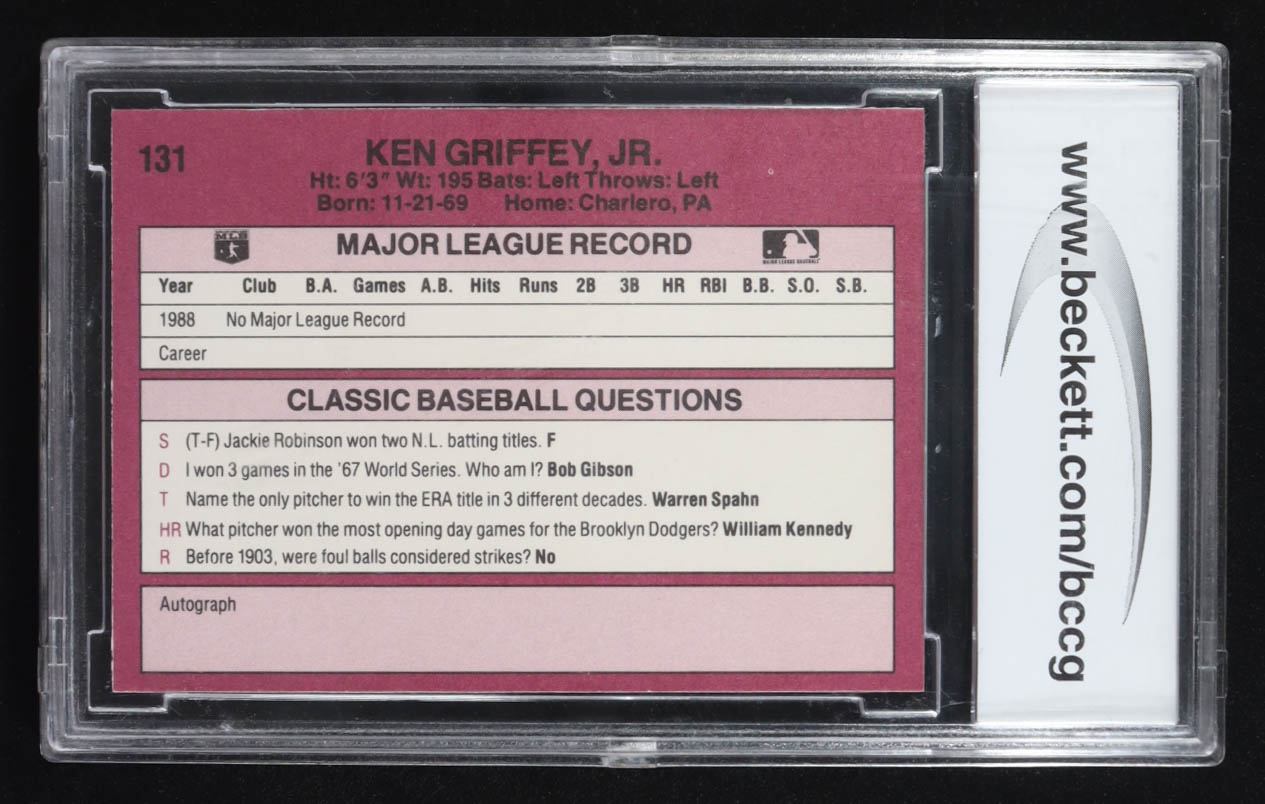 131
KEN GRIFFEY, JR.
Ht: 6'3" Wt: 195 Bats: Left Throws: Left
Born: 11-21-69 Home: Charlero, PA
MLB
MAJOR LEAGUE RECORD
MAJOR LEAGUE BASEBALL
Year Club B.A. Games A.B. Hits Runs 2B 3B HR RBI B.B. S.O. S.B.
1988 No Major League Record
Career
CLASSIC BASEBALL QUESTIONS
S (T-F) Jackie Robinson won two N.L. batting titles. F
D I won 3 games in the '67 World Series. Who am I? Bob Gibson
T Name the only pitcher to win the ERA title in 3 different decades. Warren Spahn
HR What pitcher won the most opening day games for the Brooklyn Dodgers? William Kennedy
R Before 1903, were foul balls considered strikes? No
Autograph
www.beckett.com/bccg